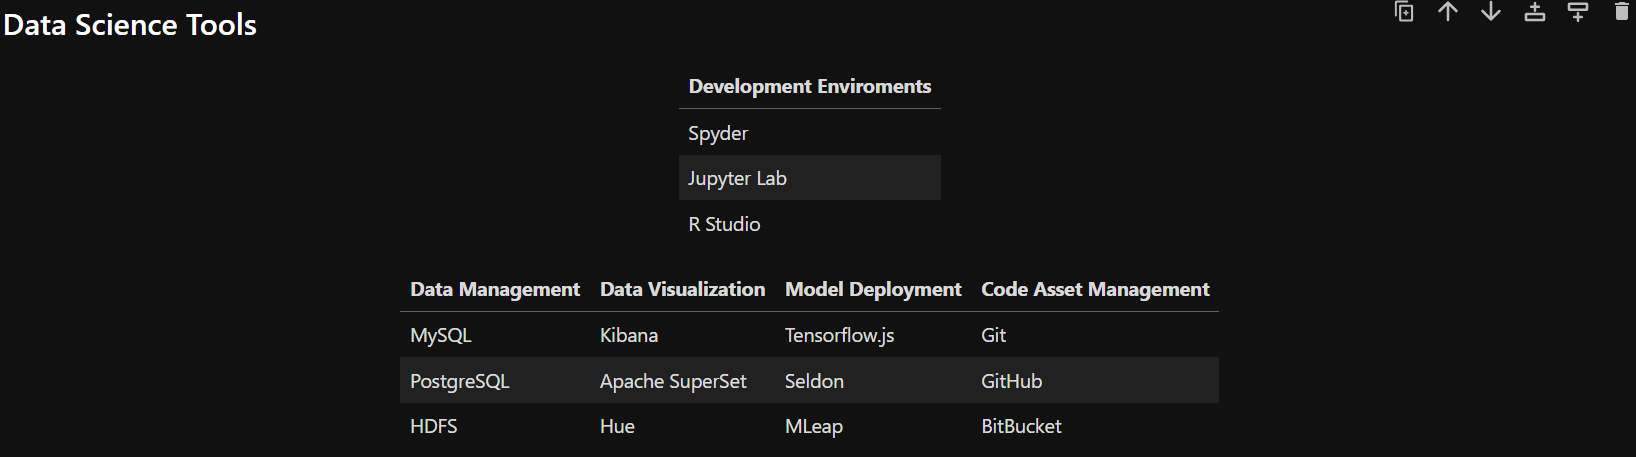 Data Science Tools
Development Enviroments
Spyder
Jupyter Lab
R Studio
Data Management Data Visualization Model Deployment Code Asset Management
MySQL Kibana Tensorflow.js Git
PostgreSQL Apache SuperSet Seldon GitHub
HDFS Hue MLeap BitBucket